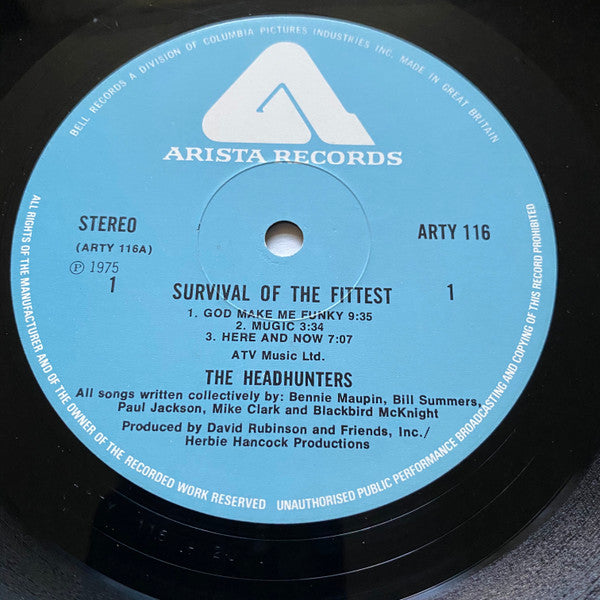 BELL RECORDS A DIVISION OF COLUMBIA PICTURES INDUSTRIES INC. MADE IN GREAT BRITAIN
ARISTA RECORDS
STEREO
ARTY 116
(ARTY 116A)
Ⓟ 1975
1
1
SURVIVAL OF THE FITTEST
1. GOD MAKE ME FUNKY 9:35
2. MUGIC 3:34
3. HERE AND NOW 7:07
ATV Music Ltd.
THE HEADHUNTERS
All songs written collectively by: Bennie Maupin, Bill Summers,
Paul Jackson, Mike Clark and Blackbird McKnight
Produced by David Rubinson and Friends, Inc./
Herbie Hancock Productions
ALL RIGHTS OF THE MANUFACTURER AND OF THE OWNER OF THE RECORDED WORK RESERVED UNAUTHORISED PUBLIC PERFORMANCE BROADCASTING AND COPYING OF THIS RECORD PROHIBITED